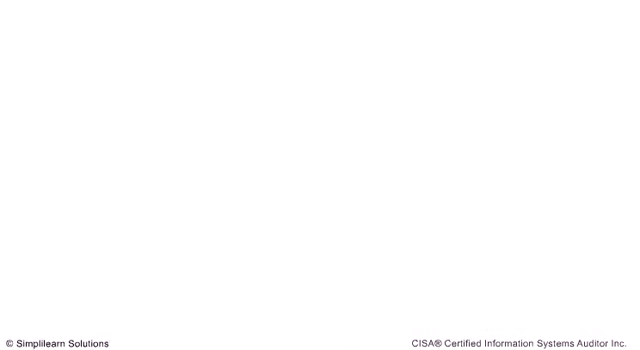 © Simplilearn Solutions
CISA® Certified Information Systems Auditor Inc.